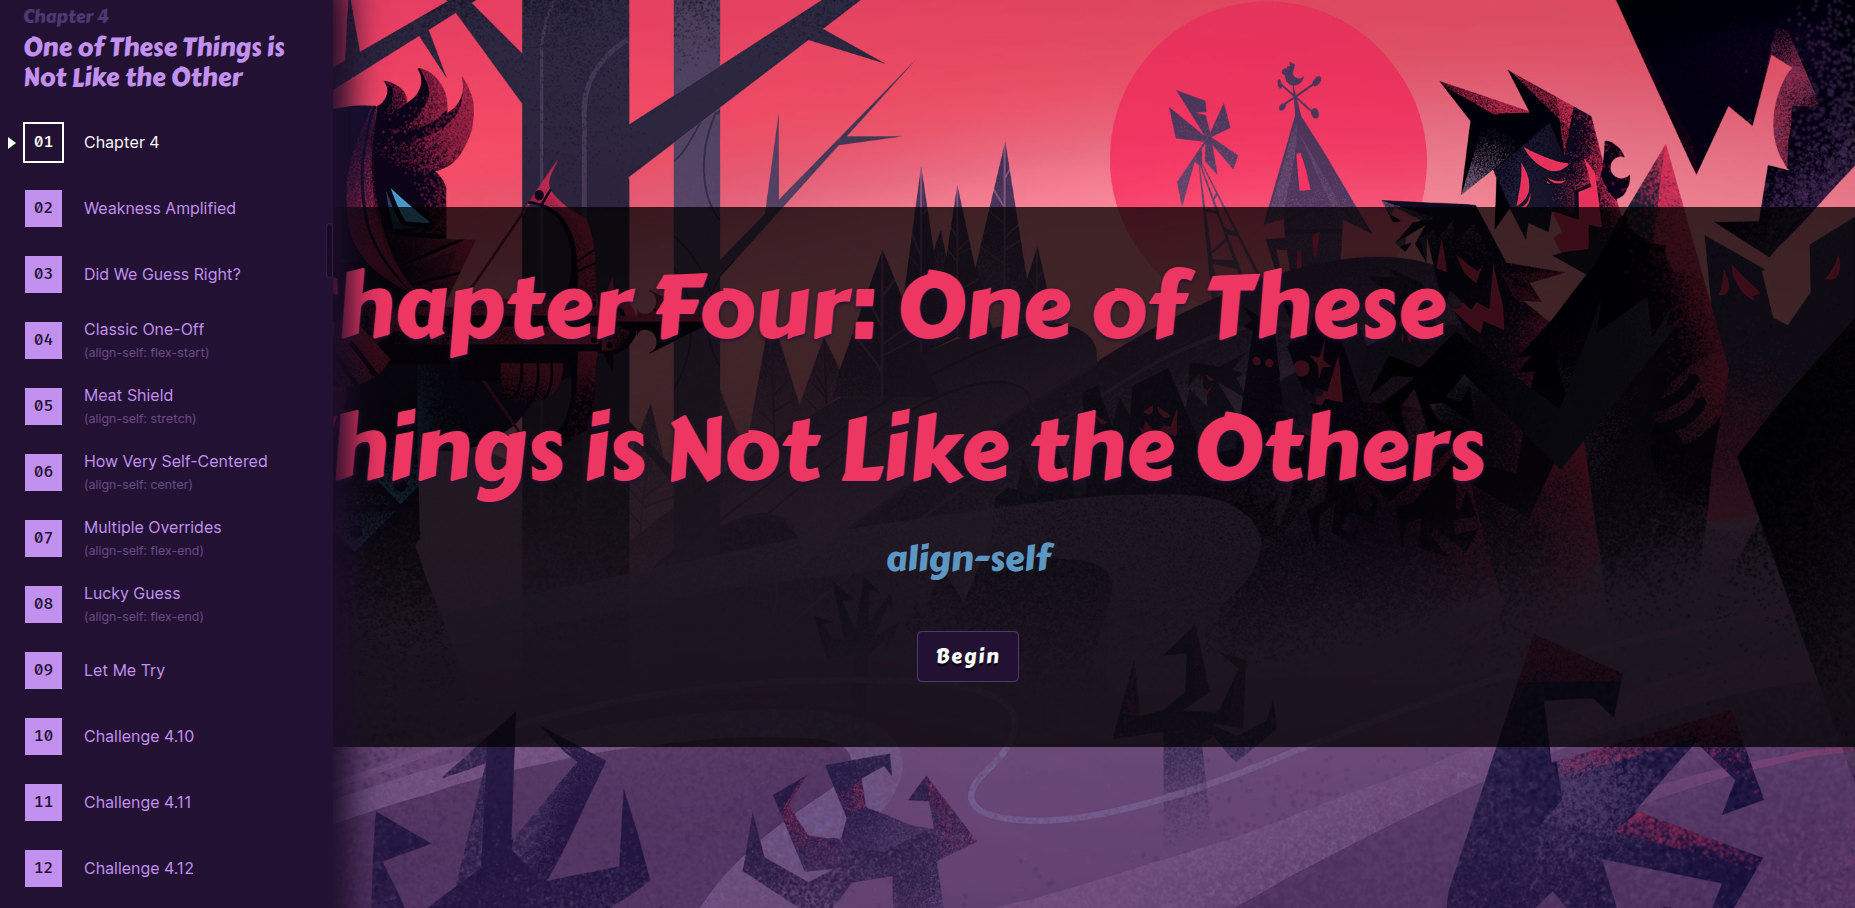 Chapter 4
One of These Things is
Not Like the Other
01 Chapter 4
02 Weakness Amplified
03 Did We Guess Right?
04 Classic One-Off
(align-self: flex-start)
05 Meat Shield
(align-self: stretch)
06 How Very Self-Centered
(align-self: center)
07 Multiple Overrides
(align-self: flex-end)
08 Lucky Guess
(align-self: flex-end)
09 Let Me Try
10 Challenge 4.10
11 Challenge 4.11
12 Challenge 4.12
hapter Four: One of These
hings is Not Like the Others
align-self
Begin